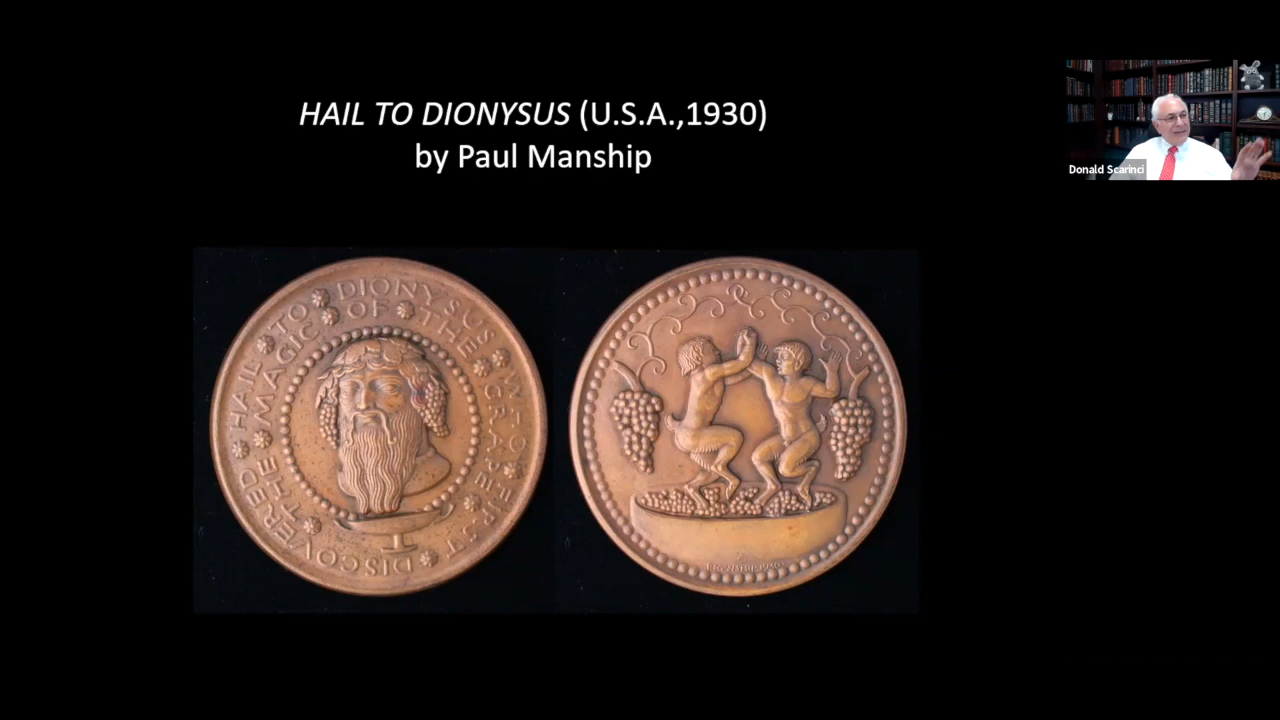 HAIL TO DIONYSUS (U.S.A.,1930)
by Paul Manship
Donald Scarinci
HAIL TO DIONYSUS WHO FIRST DISCOVERED
THE MAGIC OF THE GRAPE